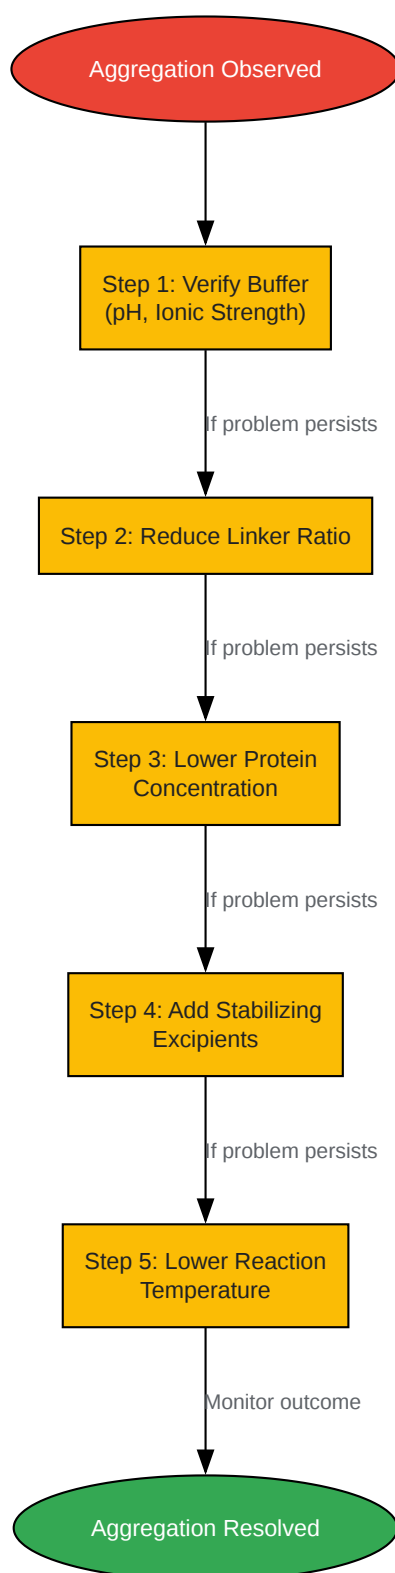 Aggregation Observed
Step 1: Verify Buffer
(pH, Ionic Strength)
If problem persists
Step 2: Reduce Linker Ratio
If problem persists
Step 3: Lower Protein
Concentration
If problem persists
Step 4: Add Stabilizing
Excipients
If problem persists
Step 5: Lower Reaction
Temperature
Monitor outcome
Aggregation Resolved